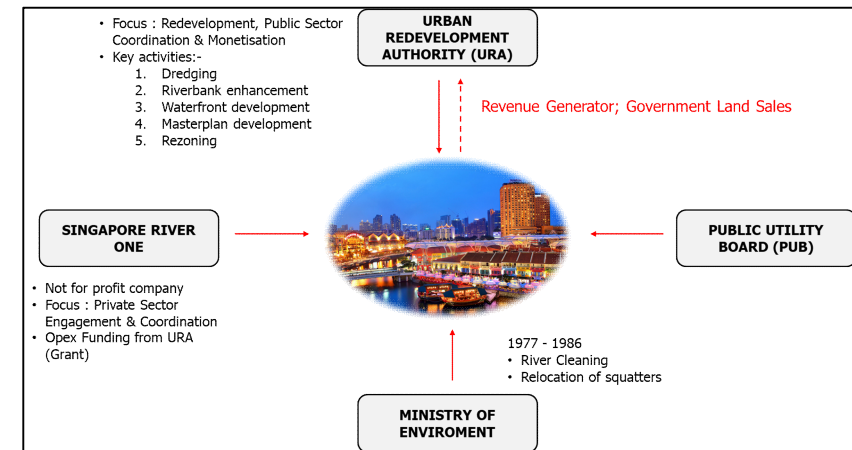 • Focus : Redevelopment, Public Sector
Coordination & Monetisation
• Key activities:-
1. Dredging
2. Riverbank enhancement
3. Waterfront development
4. Masterplan development
5. Rezoning
URBAN
REDEVELOPMENT
AUTHORITY (URA)
Revenue Generator; Government Land Sales
SINGAPORE RIVER
ONE
• Not for profit company
• Focus : Private Sector
Engagement & Coordination
• Opex Funding from URA
(Grant)
PUBLIC UTILITY
BOARD (PUB)
1977 - 1986
• River Cleaning
• Relocation of squatters
MINISTRY OF
ENVIROMENT